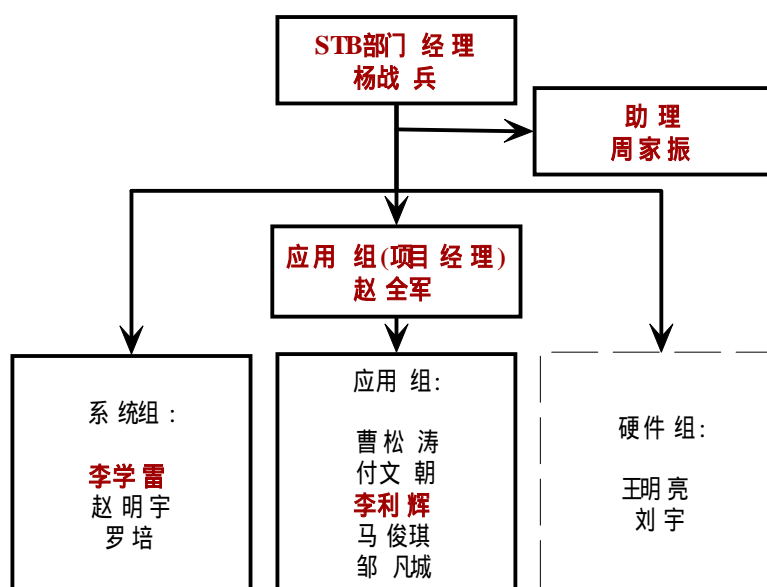 STB部门 经理
杨战 兵
助 理
周家振
应用 组(项目 经 理)
赵 全军
系 统组 :
李学 雷
赵 明 宇
罗 培
应用 组:
曹 松 涛
付文 朝
李利 辉
马 俊琪
邹 凡城
硬件 组:
王明 亮
刘 宇